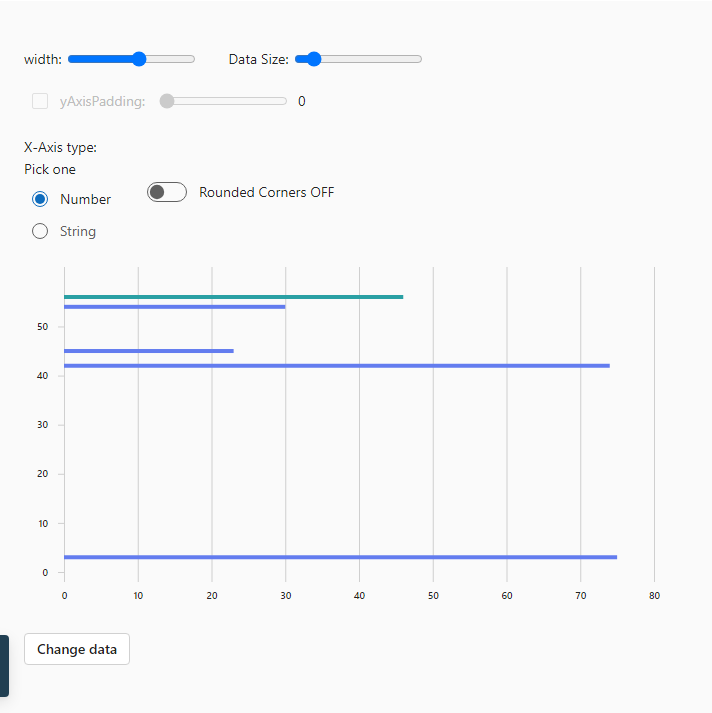 width: Data Size:
yAxisPadding: 0
X-Axis type:
Pick one
Number Rounded Corners OFF
String
50
40
30
20
10
0
0 10 20 30 40 50 60 70 80
Change data